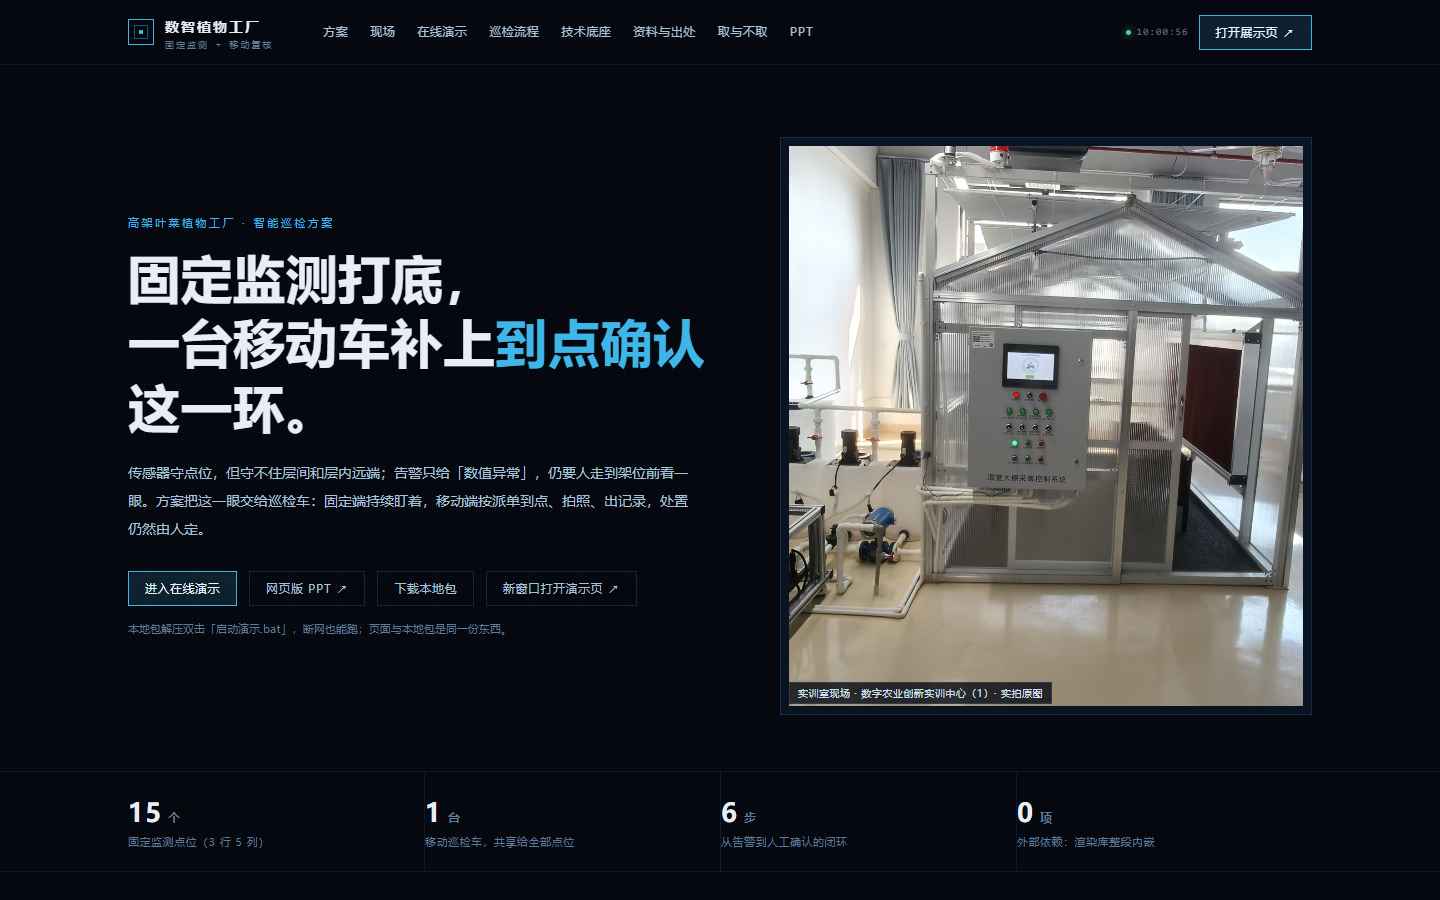 数智植物工厂
固定监测 + 移动复核
方案 现场 在线演示 巡检流程 技术底座 资料与出处 取与不取 PPT
10:00:56
打开展示页 ↗
高架叶菜植物工厂 · 智能巡检方案
固定监测打底，
一台移动车补上到点确认
这一环。
传感器守点位，但守不住层间和层内远端；告警只给「数值异常」，仍要人走到架位前看一
眼。方案把这一眼交给巡检车：固定端持续盯着，移动端按派单到点、拍照、出记录，处置
仍然由人定。
进入在线演示 网页版 PPT ↗ 下载本地包 新窗口打开演示页 ↗
本地包解压双击「启动演示.bat」，断网也能跑；页面与本地包是同一份东西。
温室大棚采集控制系统
实训室现场 · 数字农业创新实训中心（1）· 实拍原图
15 个
固定监测点位（3 行 5 列）
1 台
移动巡检车，共享给全部点位
6 步
从告警到人工确认的闭环
0 项
外部依赖：渲染库整段内嵌